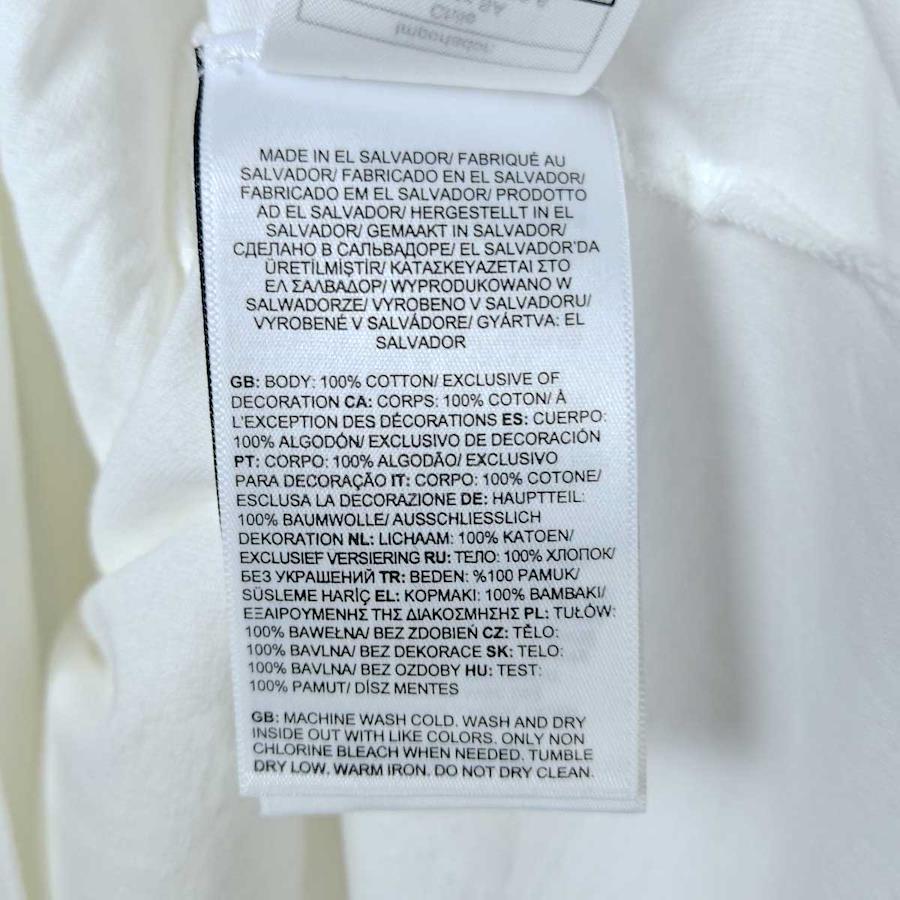 MADE IN EL SALVADOR/ FABRIQUÉ AU
SALVADOR/ FABRICADO EN EL SALVADOR/
FABRICADO EM EL SALVADOR/ PRODOTTO
AD EL SALVADOR/ HERGESTELLT IN EL
SALVADOR/ GEMAAKT IN SALVADOR/
СДЕЛАНО В САЛЬВАДОРЕ/ EL SALVADOR'DA
ÜRETİLMİŞTİR/ ΚΑΤΑΣΚΕΥΑΖΕΤΑΙ ΣΤΟ
ΕΛ ΣΑΛΒΑΔΟΡ/ WYPRODUKOWANO W
SALWADORZE/ VYROBENO V SALVADORU/
VYROBENÉ V SALVÁDORE/ GYÁRTVA: EL
SALVADOR
GB: BODY: 100% COTTON/ EXCLUSIVE OF
DECORATION CA: CORPS: 100% COTON/ À
L'EXCEPTION DES DÉCORATIONS ES: CUERPO:
100% ALGODÓN/ EXCLUSIVO DE DECORACIÓN
PT: CORPO: 100% ALGODÃO/ EXCLUSIVO
PARA DECORAÇÃO IT: CORPO: 100% COTONE/
ESCLUSA LA DECORAZIONE DE: HAUPTTEIL:
100% BAUMWOLLE/ AUSSCHLIESSLICH
DEKORATION NL: LICHAAM: 100% KATOEN/
EXCLUSIEF VERSIERING RU: ТЕЛО: 100% ХЛОПОК/
БЕЗ УКРАШЕНИЙ TR: BEDEN: %100 PAMUK/
SÜSLEME HARİÇ EL: ΚΟΡΜΑΚΙ: 100% ΒΑΜΒΑΚΙ/
ΕΞΑΙΡΟΥΜΕΝΗΣ ΤΗΣ ΔΙΑΚΟΣΜΗΣΗΣ PL: TUŁÓW:
100% BAWEŁNA/ BEZ ZDOBIEŃ CZ: TĚLO:
100% BAVLNA/ BEZ DEKORACE SK: TELO:
100% BAVLNA/ BEZ OZDOBY HU: TEST:
100% PAMUT/ DÍSZ MENTES
GB: MACHINE WASH COLD. WASH AND DRY
INSIDE OUT WITH LIKE COLORS. ONLY NON
CHLORINE BLEACH WHEN NEEDED. TUMBLE
DRY LOW. WARM IRON. DO NOT DRY CLEAN.